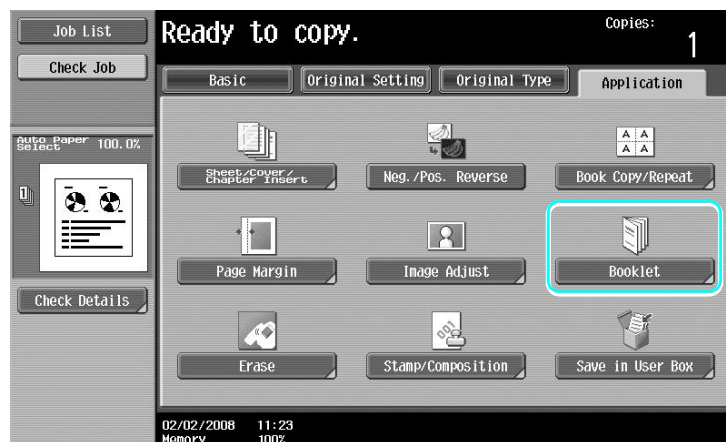 Job List
Ready to copy.
Copies:
1
Check Job
Basic
Original Setting
Original Type
Application
Auto Paper
Select
100.0%
Sheet/Cover/
Chapter Insert
Neg./Pos. Reverse
Book Copy/Repeat
Page Margin
Image Adjust
Booklet
Check Details
Erase
Stamp/Composition
Save in User Box
02/02/2008 11:23
Memory 100%